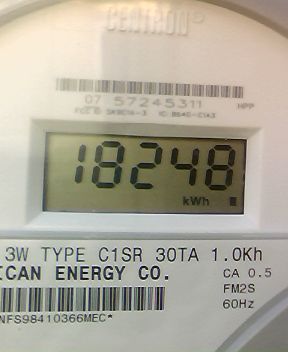 CENTRON®
07 57245311 HPP
18248
kWh
3W TYPE C1SR 30TA 1.0Kh
ICAN ENERGY CO. CA 0.5
FM2S
60Hz
NFS98410366MEC*